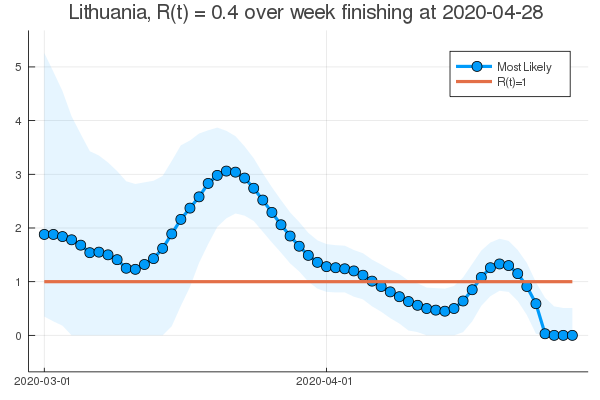 Lithuania, R(t) = 0.4 over week finishing at 2020-04-28
5
4
3
2
1
0
2020-03-01
2020-04-01
Most Likely
R(t)=1